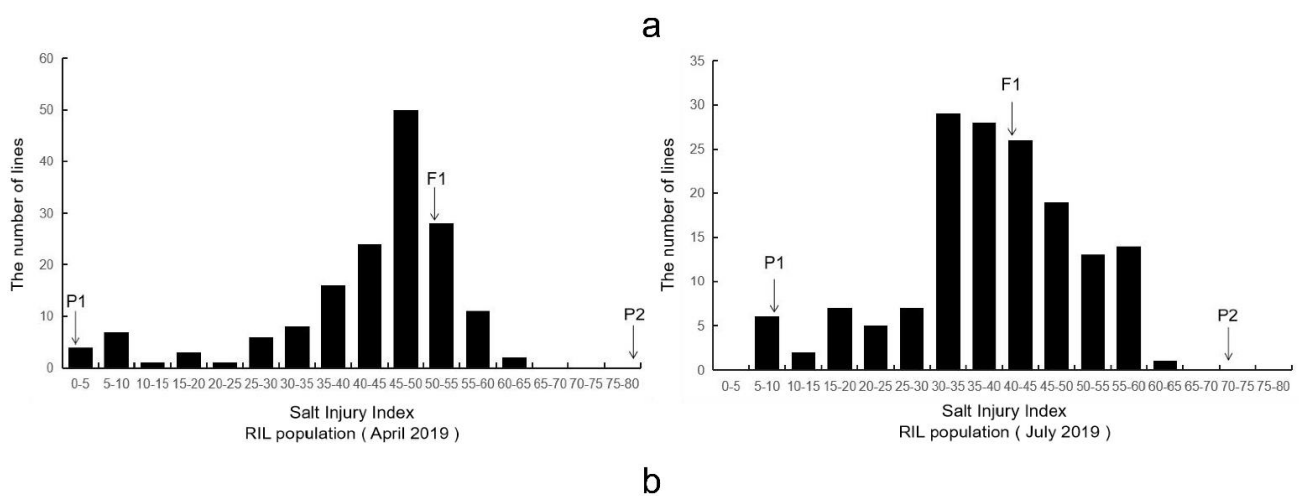 a
60
50
40
30
20
10
0
The number of lines
P1
F1
P2
0-5 5-10 10-15 15-20 20-25 25-30 30-35 35-40 40-45 45-50 50-55 55-60 60-65 65-70 70-75 75-80
Salt Injury Index
RIL population ( April 2019 )
35
30
25
20
15
10
5
0
The number of lines
P1
F1
P2
0-5 5-10 10-15 15-20 20-25 25-30 30-35 35-40 40-45 45-50 50-55 55-60 60-65 65-70 70-75 75-80
Salt Injury Index
RIL population ( July 2019 )
b